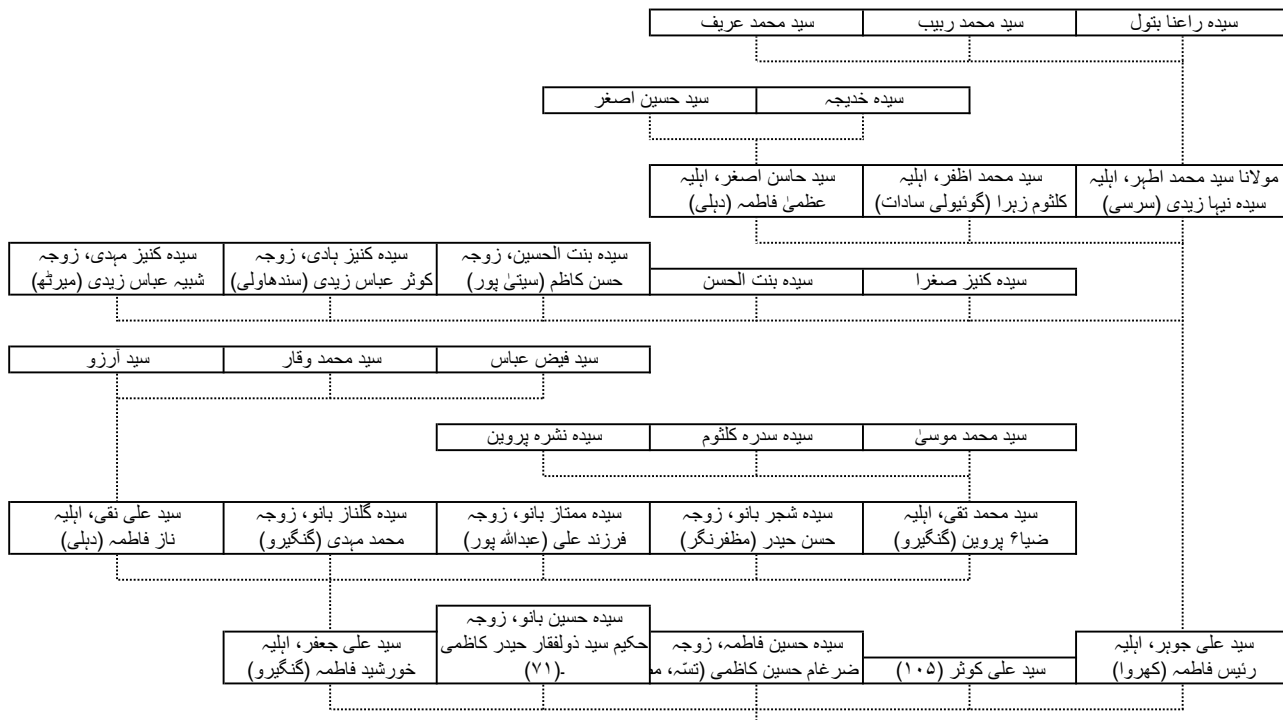 سیدہ راعنا بتول
سید محمد ربیب
سید محمد عریف
سیدہ خدیجہ
سید حسین اصغر
مولانا سید محمد اطہر، اہلیہ
سیدہ نیہا زیدی (سرسی)
سید محمد اظفر، اہلیہ
کلثوم زہرا (گوئیولی سادات)
سید حاسن اصغر، اہلیہ
عظمیٰ فاطمہ (دہلی)
سیدہ کنیز صغرا
سیدہ بنت الحسن
سیدہ بنت الحسین، زوجہ
حسن کاظم (سیتیٰ پور)
سیدہ کنیز ہادی، زوجہ
کوثر عباس زیدی (سندھاولی)
سیدہ کنیز مہدی، زوجہ
شبیہ عباس زیدی (میرٹھ)
سید فیض عباس
سید محمد وقار
سید آرزو
سید محمد موسیٰ
سیدہ سدرہ کلثوم
سیدہ نشرہ پروین
سید محمد تقی، اہلیہ
ضیا۶ پروین (گنگیرو)
سیدہ شجر بانو، زوجہ
حسن حیدر (مظفرنگر)
سیدہ ممتاز بانو، زوجہ
فرزند علی (عبداللہ پور)
سیدہ گلناز بانو، زوجہ
محمد مہدی (گنگیرو)
سید علی نقی، اہلیہ
ناز فاطمہ (دہلی)
سید علی جوہر، اہلیہ
رئیس فاطمہ (کھروا)
سید علی کوثر (۱۰۵)
سیدہ حسین فاطمہ، زوجہ
ضرغام حسین کاظمی (تسّہ،
سیدہ حسین بانو، زوجہ
حکیم سید ذولفقار حیدر کاظمی
(۷۱)۔
سید علی جعفر، اہلیہ
خورشید فاطمہ (گنگیرو)